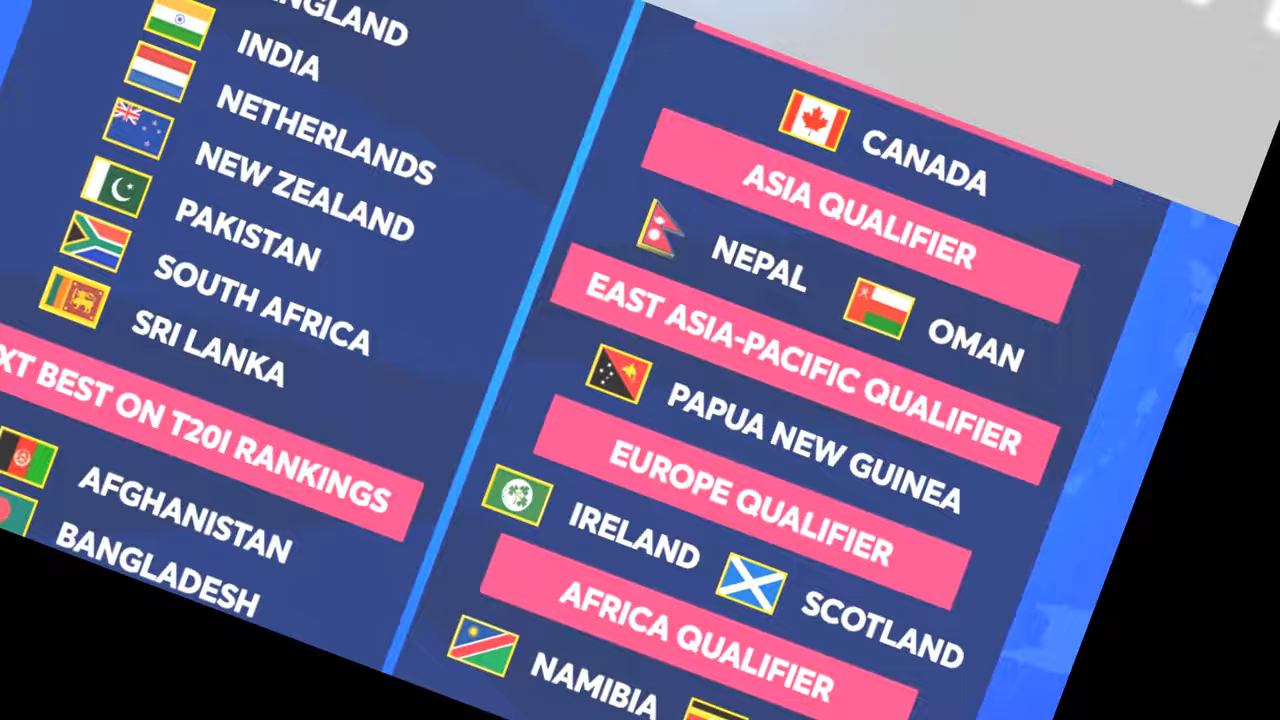 INDIA
NETHERLANDS
NEW ZEALAND
PAKISTAN
SOUTH AFRICA
SRI LANKA
BEST ON T20I RANKINGS
AFGHANISTAN
BANGLADESH
CANADA
ASIA QUALIFIER
NEPAL OMAN
EAST ASIA-PACIFIC QUALIFIER
PAPUA NEW GUINEA
EUROPE QUALIFIER
IRELAND SCOTLAND
AFRICA QUALIFIER
NAMIBIA